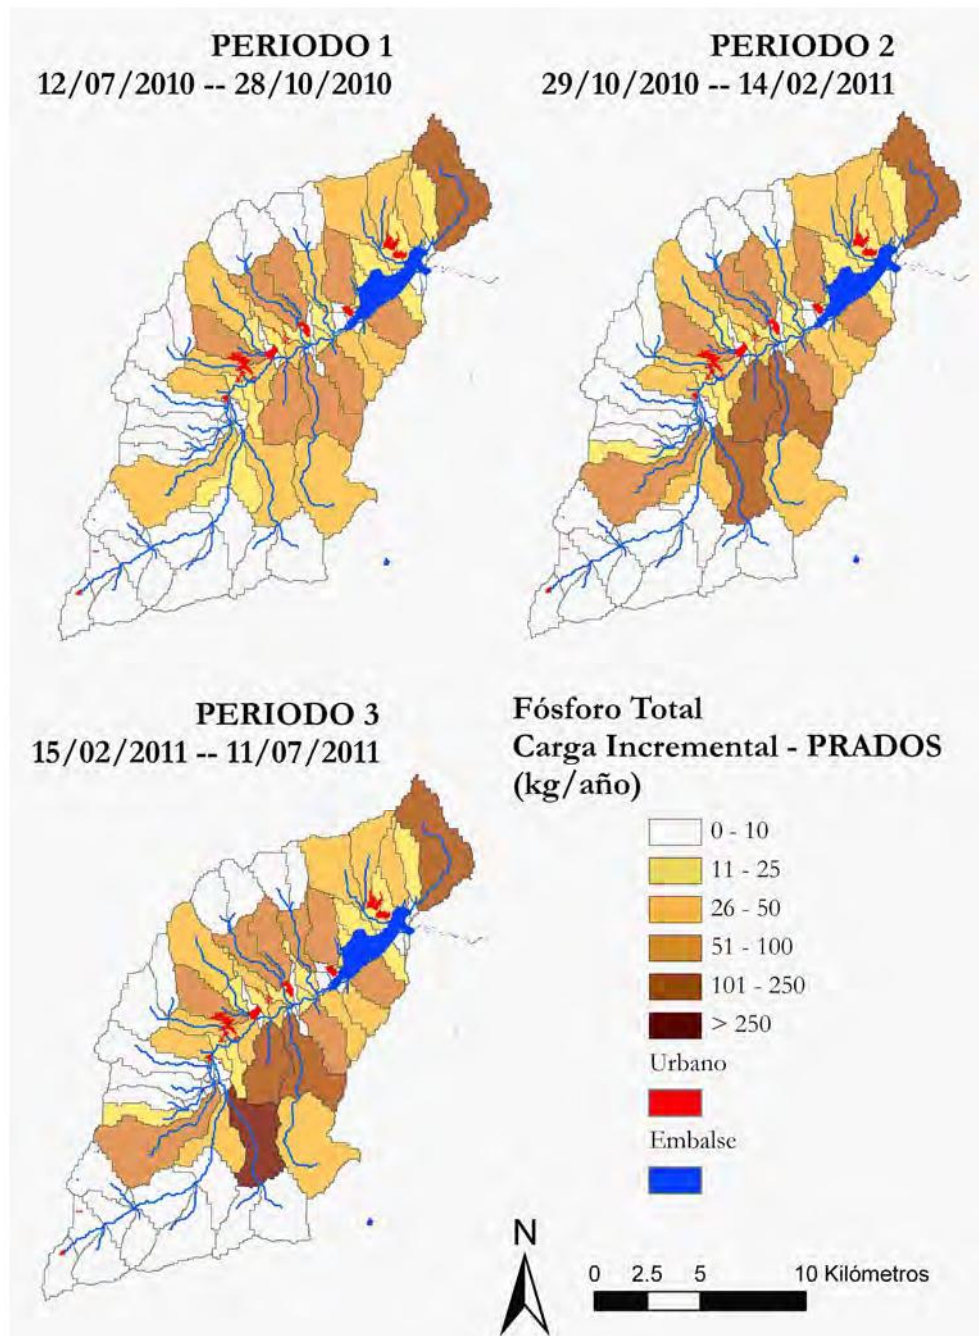 PERIODO 1
12/07/2010 -- 28/10/2010
PERIODO 2
29/10/2010 -- 14/02/2011
PERIODO 3
15/02/2011 -- 11/07/2011
Fósforo Total
Carga Incremental - PRADOS
(kg/año)
0 - 10
11 - 25
26 - 50
51 - 100
101 - 250
> 250
Urbano
Embalse
N
0 2.5 5 10 Kilómetros